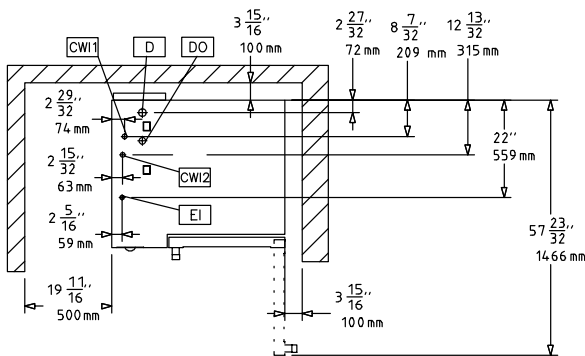 CWI1
D
DO
3 15/16''
100 mm
2 27/32''
72 mm
8 7/32''
209 mm
12 13/32''
315 mm
2 29/32''
74 mm
2 15/32''
63 mm
CWI2
22''
559 mm
2 5/16''
59 mm
EI
57 23/32''
1466 mm
19 11/16''
500 mm
3 15/16''
100 mm